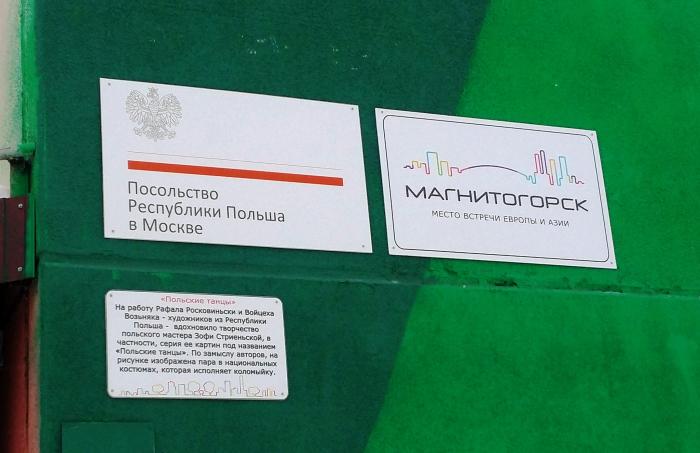 Посольство
Республики Польша
в Москве
МАГНИТОГОРСК
МЕСТО ВСТРЕЧИ ЕВРОПЫ И АЗИИ
«Польские танцы»
На работу Рафала Росковиньски и Войцеха
Возьняка - художников из Республики
Польша - вдохновило творчество
польского мастера Зофи Стриеньской, в
частности, серия ее картин под названием
«Польские танцы». По замыслу авторов, на
рисунке изображена пара в национальных
костюмах, которая исполняет коломыйку.